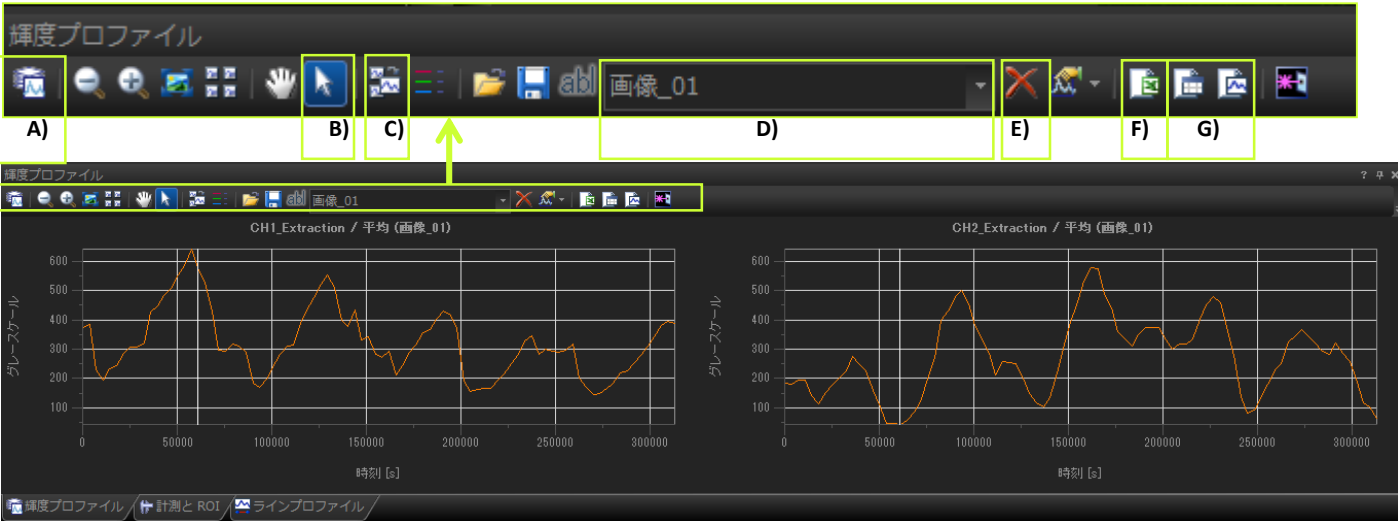 輝度プロファイル
abl 画像_01
A) B) C) D) E) F) G)
輝度プロファイル
abl 画像_01
CH1_Extraction / 平均 (画像_01)
600
500
400
300
200
100
グレースケール
0 50000 100000 150000 200000 250000 300000
時刻 [s]
CH2_Extraction / 平均 (画像_01)
600
500
400
300
200
100
グレースケール
0 50000 100000 150000 200000 250000 300000
時刻 [s]
輝度プロファイル 計測と ROI ラインプロファイル